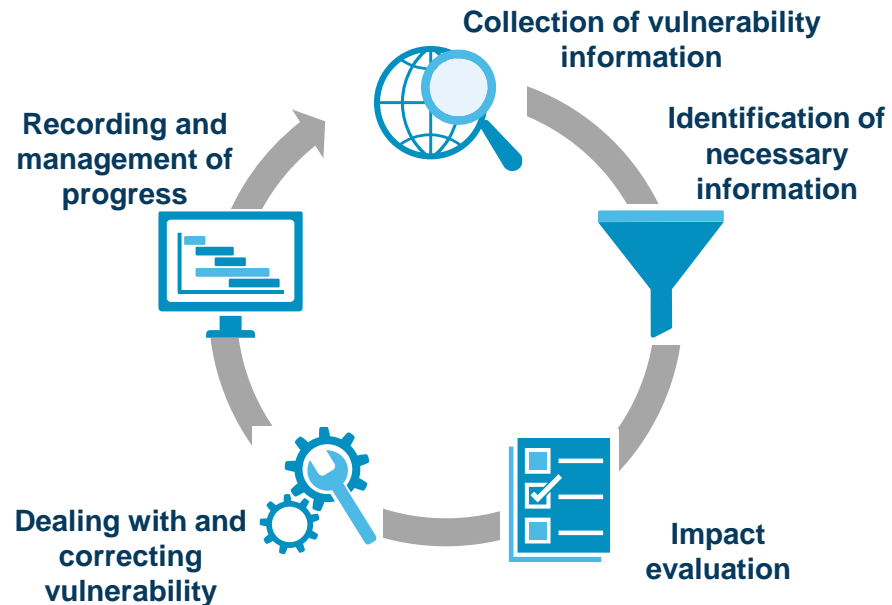 Collection of vulnerability
information
Identification of
necessary
information
Impact
evaluation
Dealing with and
correcting
vulnerability
Recording and
management of
progress